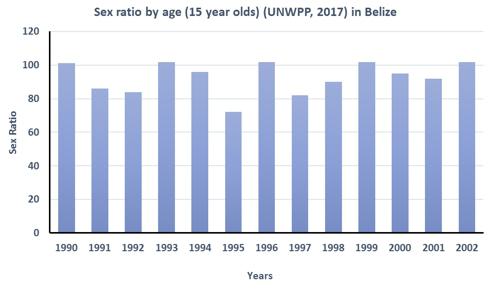 Sex ratio by age (15 year olds) (UNWPP, 2017) in Belize
120
100
80
60
40
20
0
Sex Ratio
1990 1991 1992 1993 1994 1995 1996 1997 1998 1999 2000 2001 2002
Years